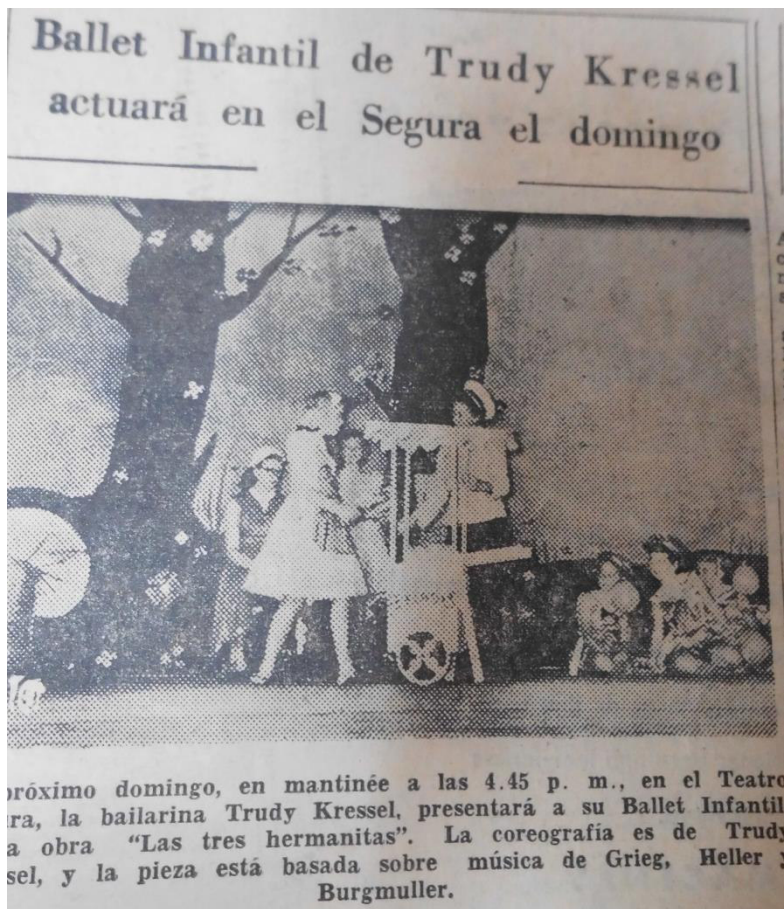 Ballet Infantil de Trudy Kressel
actuará en el Segura el domingo
próximo domingo, en mantinée a las 4.45 p. m., en el Teatro
ra, la bailarina Trudy Kressel, presentará a su Ballet Infantil
a obra “Las tres hermanitas”. La coreografía es de Trudy
sel, y la pieza está basada sobre música de Grieg, Heller y
Burgmuller.